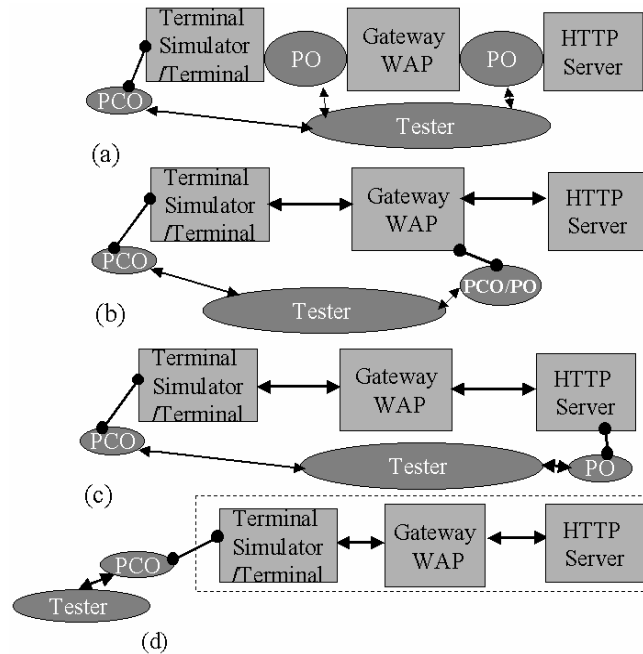 Terminal
Simulator
/Terminal
PO
Gateway
WAP
PO
HTTP
Server
PCO
Tester
(a)
Terminal
Simulator
/Terminal
Gateway
WAP
HTTP
Server
PCO
PCO/PO
Tester
(b)
Terminal
Simulator
/Terminal
Gateway
WAP
HTTP
Server
PCO
Tester
PO
(c)
Terminal
Simulator
/Terminal
Gateway
WAP
HTTP
Server
PCO
Tester
(d)